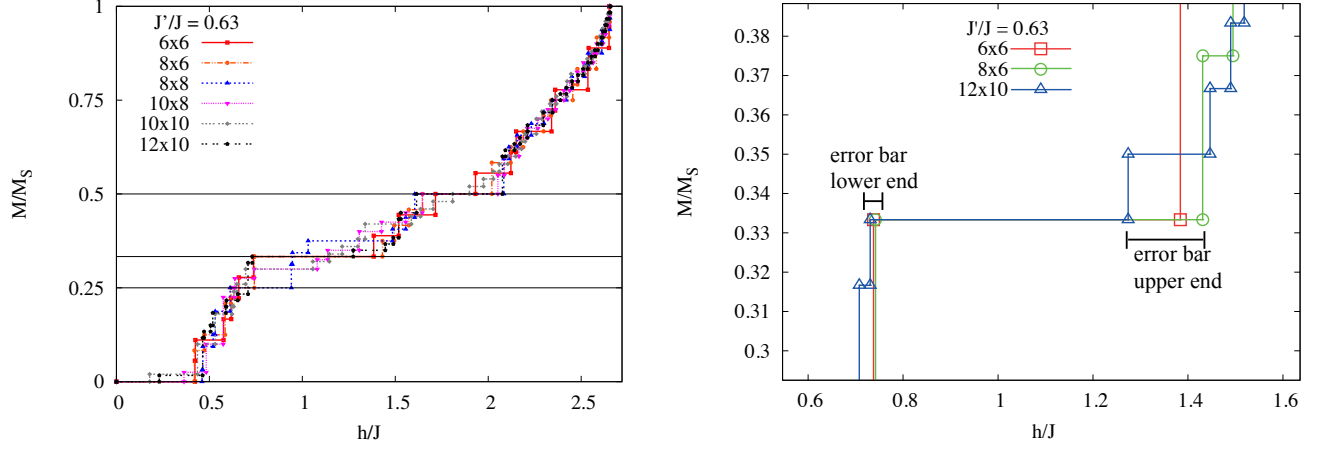 J'/J = 0.63
6x6
8x6
8x8
10x8
10x10
12x10
M/M_S
1
0.75
0.5
0.25
0
0 0.5 1 1.5 2 2.5
h/J
J'/J = 0.63
6x6
8x6
12x10
error bar
lower end
error bar
upper end
M/M_S
0.38
0.37
0.36
0.35
0.34
0.33
0.32
0.31
0.3
0.6 0.8 1 1.2 1.4 1.6
h/J